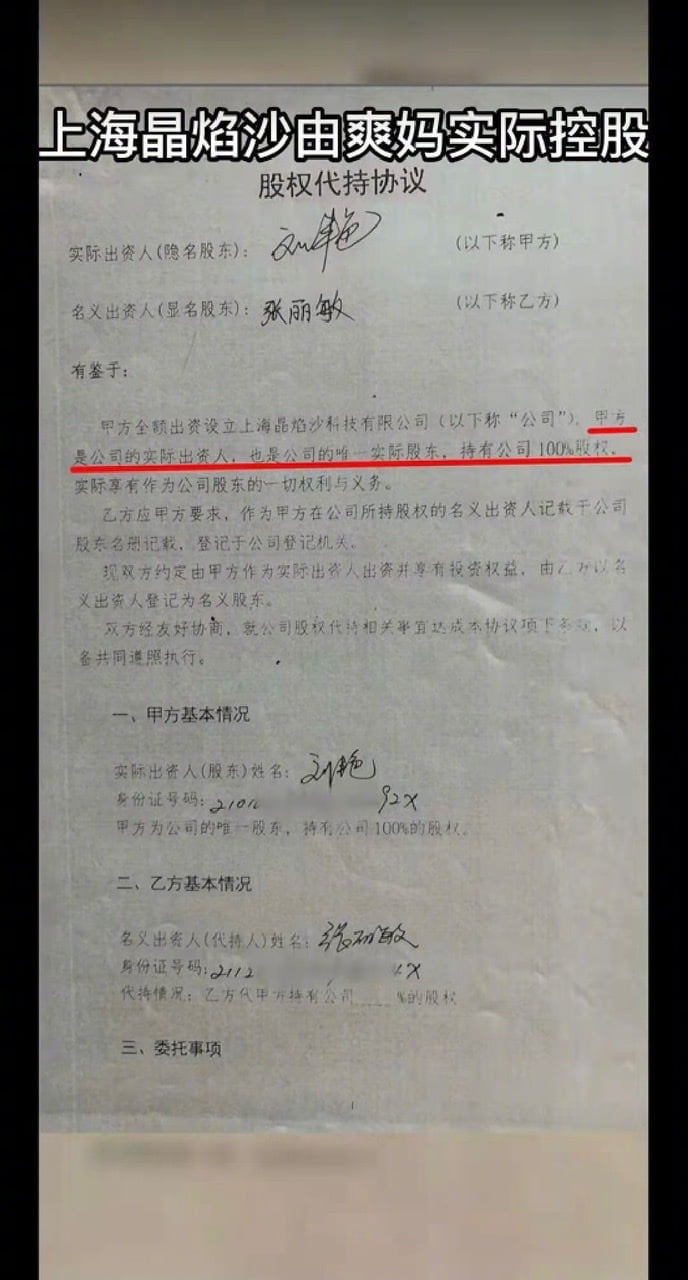 上海晶焰沙由爽妈实际控股
股权代持协议
实际出资人(隐名股东): (以下称甲方)
名义出资人(显名股东): 张丽敏 (以下称乙方)
有鉴于:
甲方全额出资设立上海晶焰沙科技有限公司(以下称“公司”),甲方
是公司的实际出资人，也是公司的唯一实际股东，持有公司100%股权，
实际享有作为公司股东的一切权利与义务。
乙方应甲方要求，作为甲方在公司所持股权的名义出资人记载于公司
股东名册记载，登记于公司登记机关。
现双方约定由甲方作为实际出资人出资并享有投资权益，由乙方以名
义出资人登记为名义股东。
双方经友好协商，就公司股权代持相关事宜达成本协议项下条款，以
备共同遵照执行。
一、甲方基本情况
实际出资人(股东)姓名:
身份证号码: 210 92X
甲方为公司的唯一股东，持有公司100%的股权。
二、乙方基本情况
名义出资人(代持人)姓名: 张丽敏
身份证号码: 2112 X
代持情况: 乙方代甲方持有公司____%的股权
三、委托事项
1